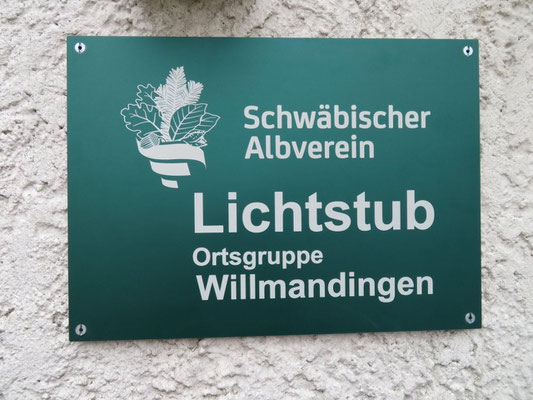 Schwäbischer
Albverein
Lichtstub
Ortsgruppe
Willmandingen